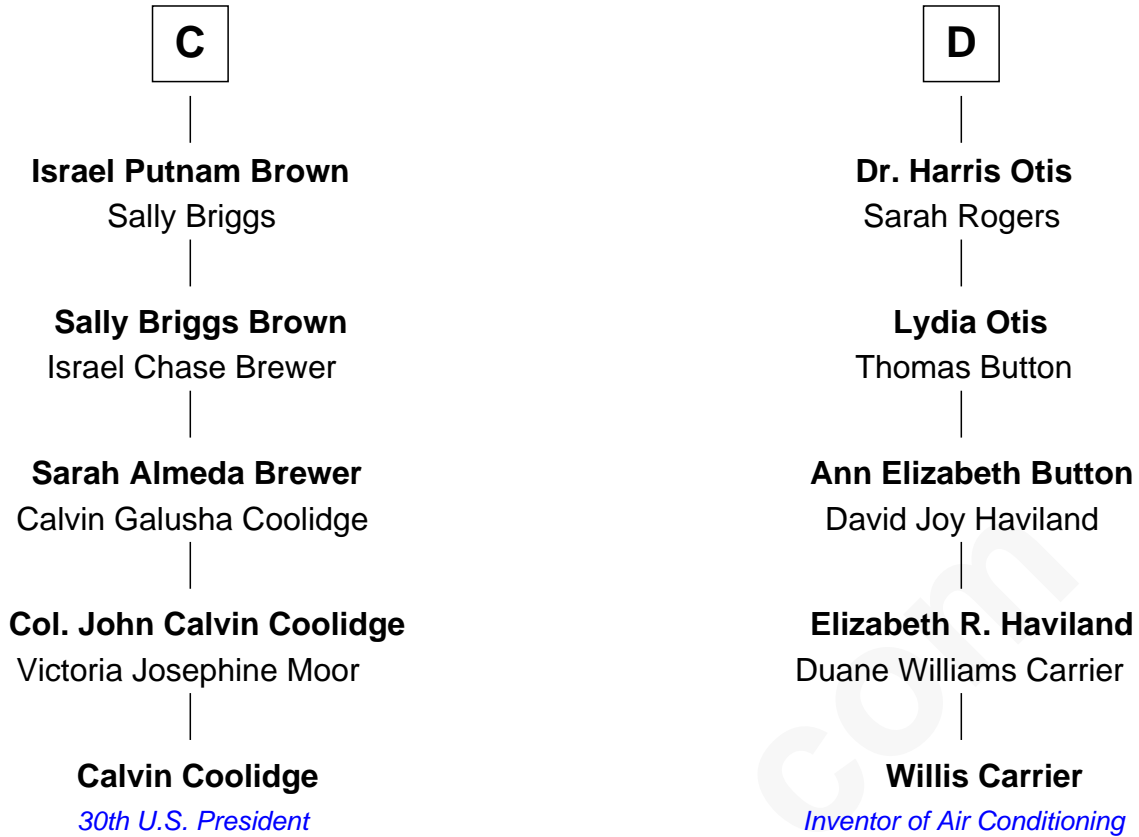 C
Israel Putnam Brown
Sally Briggs
Sally Briggs Brown
Israel Chase Brewer
Sarah Almeda Brewer
Calvin Galusha Coolidge
Col. John Calvin Coolidge
Victoria Josephine Moor
Calvin Coolidge
30th U.S. President
D
Dr. Harris Otis
Sarah Rogers
Lydia Otis
Thomas Button
Ann Elizabeth Button
David Joy Haviland
Elizabeth R. Haviland
Duane Williams Carrier
Willis Carrier
Inventor of Air Conditioning
com